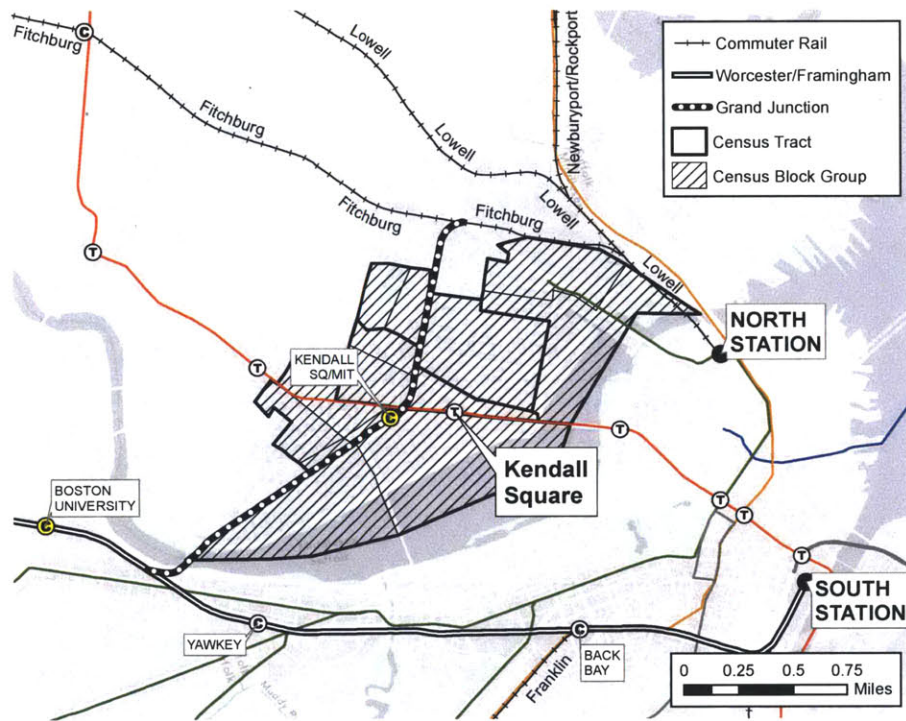 C
Fitchburg
Lowell
Newburyport/Rockport
Commuter Rail
Worcester/Framingham
Grand Junction
Census Tract
Census Block Group
Fitchburg
Lowell
Fitchburg
Fitchburg
Lowell
Lowell
T
NORTH
STATION
KENDALL
SQ/MIT
T
C
T
T
Kendall
Square
BOSTON
UNIVERSITY
C
T
T
T
SOUTH
STATION
YAWKEY
C
C
BACK
BAY
Franklin
Muddy
0 0.25 0.5 0.75
Miles